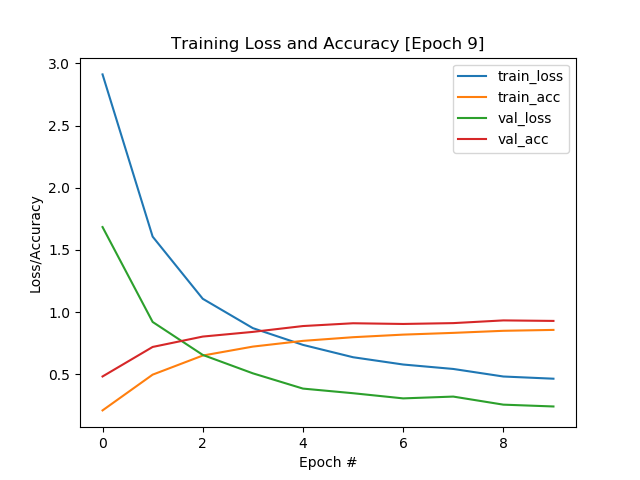 Training Loss and Accuracy [Epoch 9]
3.0
2.5
2.0
1.5
1.0
0.5
Loss/Accuracy
train_loss
train_acc
val_loss
val_acc
0 2 4 6 8
Epoch #